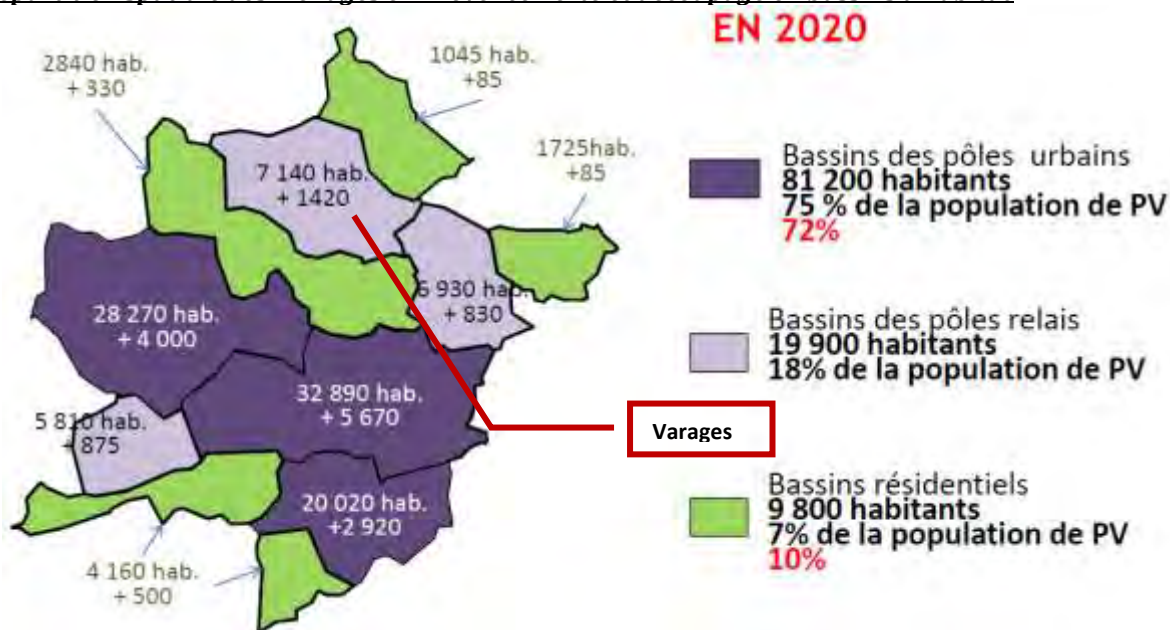 EN 2020
2840 hab.
+ 330
1045 hab.
+85
1725hab.
+85
7 140 hab.
+ 1420
6 930 hab.
+ 830
28 270 hab.
+ 4 000
32 890 hab.
+ 5 670
5 810 hab.
+ 875
20 020 hab.
+2 920
4 160 hab.
+ 500
Varages
Bassins des pôles urbains
81 200 habitants
75 % de la population de PV
72%
Bassins des pôles relais
19 900 habitants
18% de la population de PV
Bassins résidentiels
9 800 habitants
7% de la population de PV
10%